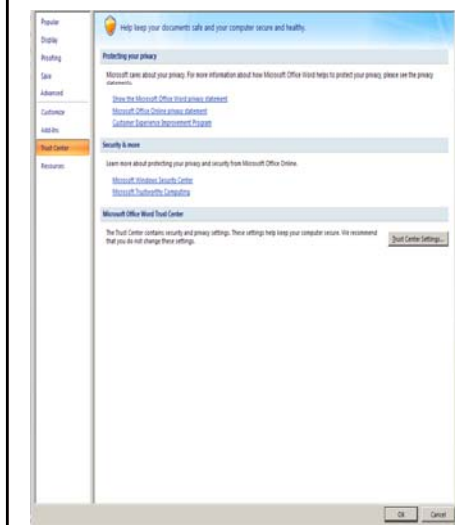 Popular
Display
Proofing
Save
Advanced
Customize
Add-Ins
Trust Center
Resources
Help keep your documents safe and your computer secure and healthy.
Protecting your privacy
Microsoft cares about your privacy. For more information about how Microsoft Office Word helps to protect your privacy, please see the privacy
statements.
Show the Microsoft Office Word privacy statement
Microsoft Office Online privacy statement
Customer Experience Improvement Program
Security & more
Learn more about protecting your privacy and security from Microsoft Office Online.
Microsoft Windows Security Center
Microsoft Trustworthy Computing
Microsoft Office Word Trust Center
The Trust Center contains security and privacy settings. These settings help keep your computer secure. We recommend
that you do not change these settings.
Trust Center Settings...
OK
Cancel